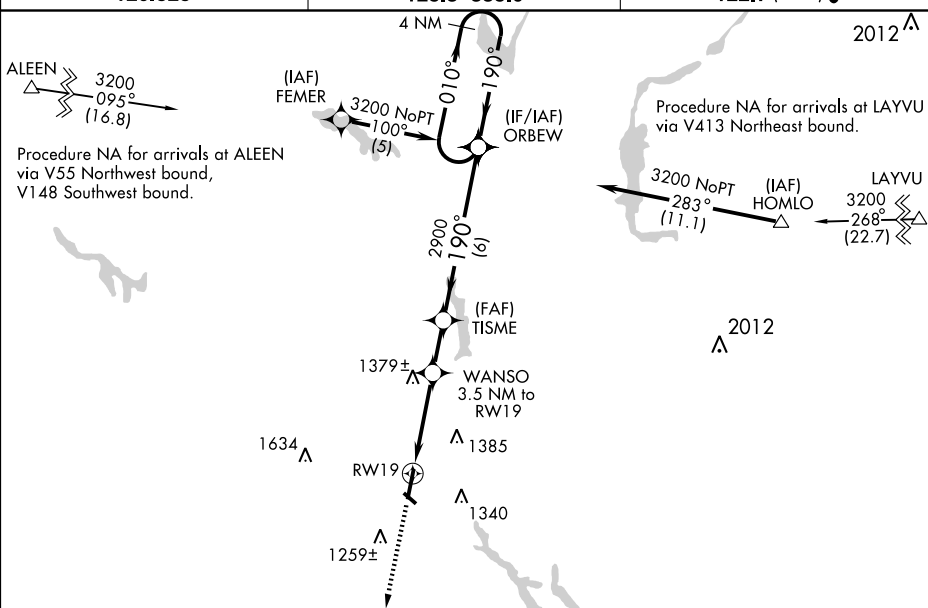 4 NM
010°
190°
2012
ALEEN
3200
095°
(16.8)
(IAF)
FEMER
3200 NoPT
100°
(5)
(IF/IAF)
ORBEW
Procedure NA for arrivals at LAYVU
via V413 Northeast bound.
Procedure NA for arrivals at ALEEN
via V55 Northwest bound,
V148 Southwest bound.
3200 NoPT
283°
(11.1)
(IAF)
HOMLO
LAYVU
3200
268°
(22.7)
2900
190°
(6)
(FAF)
TISME
2012
1379±
WANSO
3.5 NM to
RW19
1634
1385
RW19
1340
1259±